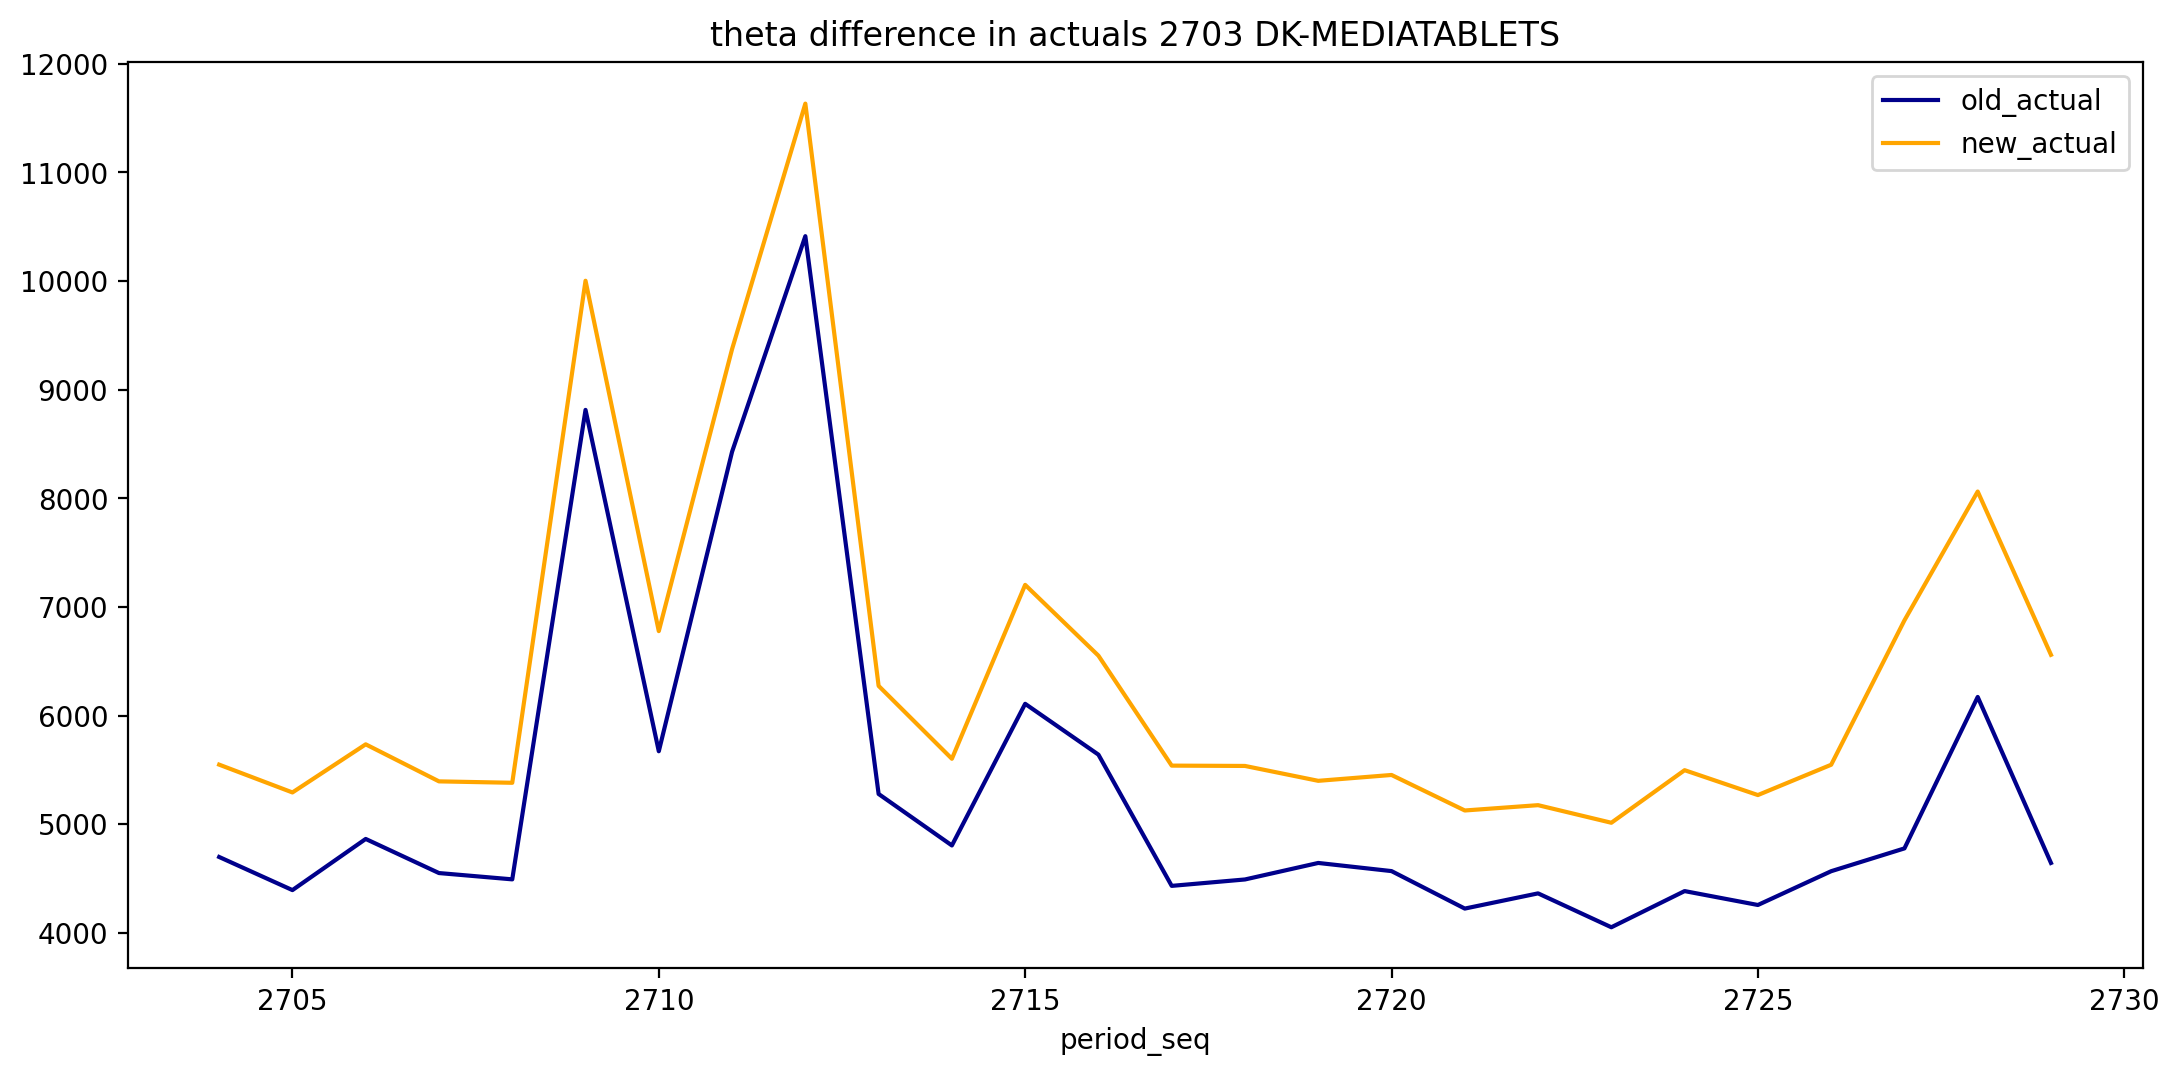 theta difference in actuals 2703 DK-MEDIATABLETS
12000
11000
10000
9000
8000
7000
6000
5000
4000
old_actual
new_actual
2705 2710 2715 2720 2725 2730
period_seq